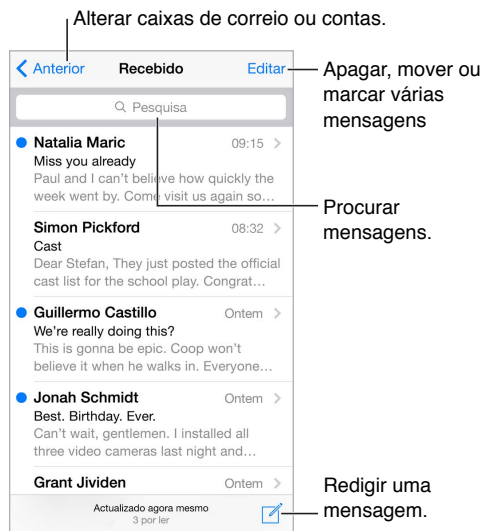 Alterar caixas de correio ou contas.
Anterior
Recebido
Editar
Apagar, mover ou
marcar várias
mensagens
Pesquisa
Natalia Maric 09:15
Miss you already
Paul and I can't believe how quickly the
week went by. Come visit us again so…
Procurar
mensagens.
Simon Pickford 08:32
Cast
Dear Stefan, They just posted the official
cast list for the school play. Congrat…
Guillermo Castillo Ontem
We're really doing this?
This is gonna be epic. Coop won't
believe it when he walks in. Everyone…
Jonah Schmidt Ontem
Best. Birthday. Ever.
Can't wait, gentlemen. I installed all
three video cameras last night and…
Grant Jividen Ontem
Actualizado agora mesmo
3 por ler
Redigir uma
mensagem.